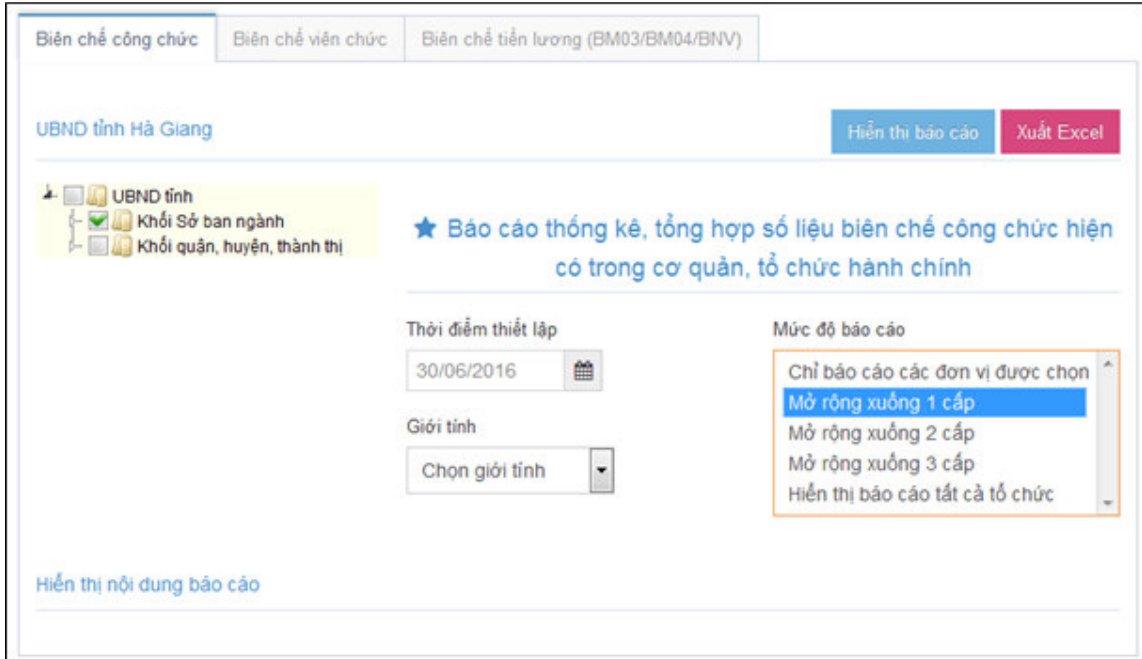 Biên chế công chức
Biên chế viên chức
Biên chế tiền lương (BM03/BM04/BNV)
UBND tỉnh Hà Giang
Hiển thị báo cáo
Xuất Excel
UBND tỉnh
Khối Sở ban ngành
Khối quận, huyện, thành thị
Báo cáo thống kê, tổng hợp số liệu biên chế công chức hiện
có trong cơ quản, tổ chức hành chính
Thời điểm thiết lập
30/06/2016
Giới tính
Chọn giới tính
Mức độ báo cáo
Chỉ báo cáo các đơn vị được chọn
Mở rộng xuống 1 cấp
Mở rộng xuống 2 cấp
Mở rộng xuống 3 cấp
Hiển thị báo cáo tất cả tổ chức
Hiển thị nội dung báo cáo